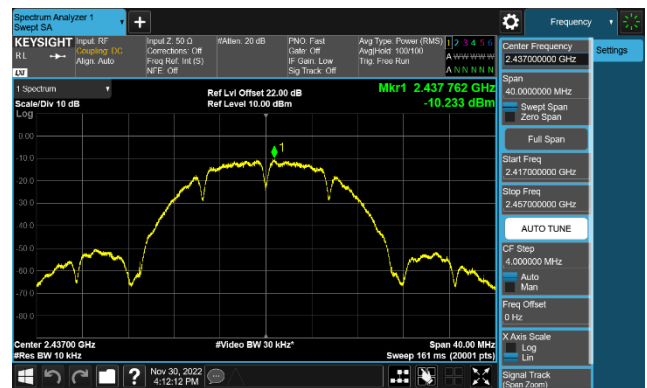 Spectrum Analyzer 1
Swept SA
+
Frequency
KEYSIGHT
RL
LXI
Input: RF
Coupling: DC
Align: Auto
Input Z: 50 Ω
Corrections: Off
Freq Ref: Int (S)
NFE: Off
#Atten: 20 dB
PNO: Fast
Gate: Off
IF Gain: Low
Sig Track: Off
Avg Type: Power (RMS)
Avg|Hold: 100/100
Trig: Free Run
1 2 3 4 5 6
A W W W W W
A N N N N N
1 Spectrum
Scale/Div 10 dB
Ref Lvl Offset 22.00 dB
Ref Level 10.00 dBm
Mkr1 2.437 762 GHz
-10.233 dBm
Log
0.00
-10.0
-20.0
-30.0
-40.0
-50.0
-60.0
-70.0
-80.0
1
Center 2.43700 GHz
#Res BW 10 kHz
#Video BW 30 kHz*
Span 40.00 MHz
Sweep 161 ms (20001 pts)
?
Nov 30, 2022
4:12:12 PM
Center Frequency
2.437000000 GHz
Settings
Span
40.0000000 MHz
Swept Span
Zero Span
Full Span
Start Freq
2.417000000 GHz
Stop Freq
2.457000000 GHz
AUTO TUNE
CF Step
4.000000 MHz
Auto
Man
Freq Offset
0 Hz
X Axis Scale
Log
Lin
Signal Track
(Span Zoom)